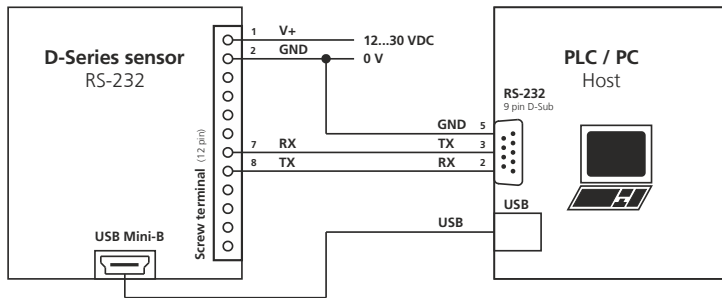 D-Series sensor
RS-232
Screw terminal (12 pin)
1 V+ 12...30 VDC
2 GND 0 V
7 RX
8 TX
USB Mini-B
PLC / PC
Host
RS-232
9 pin D-Sub
GND 5
TX 3
RX 2
USB
USB